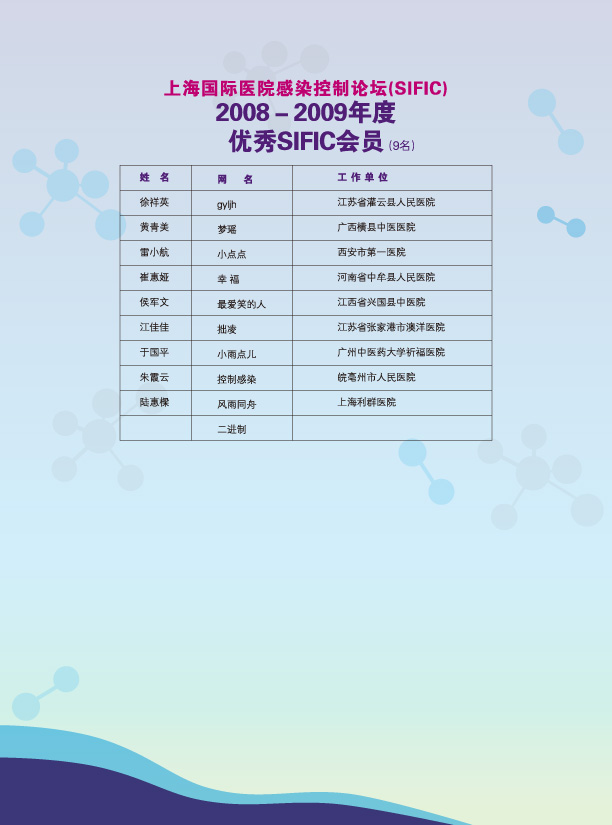 上海国际医院感染控制论坛(SIFIC)
2008－2009年度
优秀SIFIC会员 (9名)
姓 名 网 名 工作单位
徐祥英 gyljh 江苏省灌云县人民医院
黄青美 梦瑶 广西横县中医医院
雷小航 小点点 西安市第一医院
崔惠娅 幸 福 河南省中牟县人民医院
侯军文 最爱笑的人 江西省兴国县中医院
江佳佳 拙凌 江苏省张家港市澳洋医院
于国平 小雨点儿 广州中医药大学祈福医院
朱霞云 控制感染 皖亳州市人民医院
陆惠樑 风雨同舟 上海利群医院
二进制